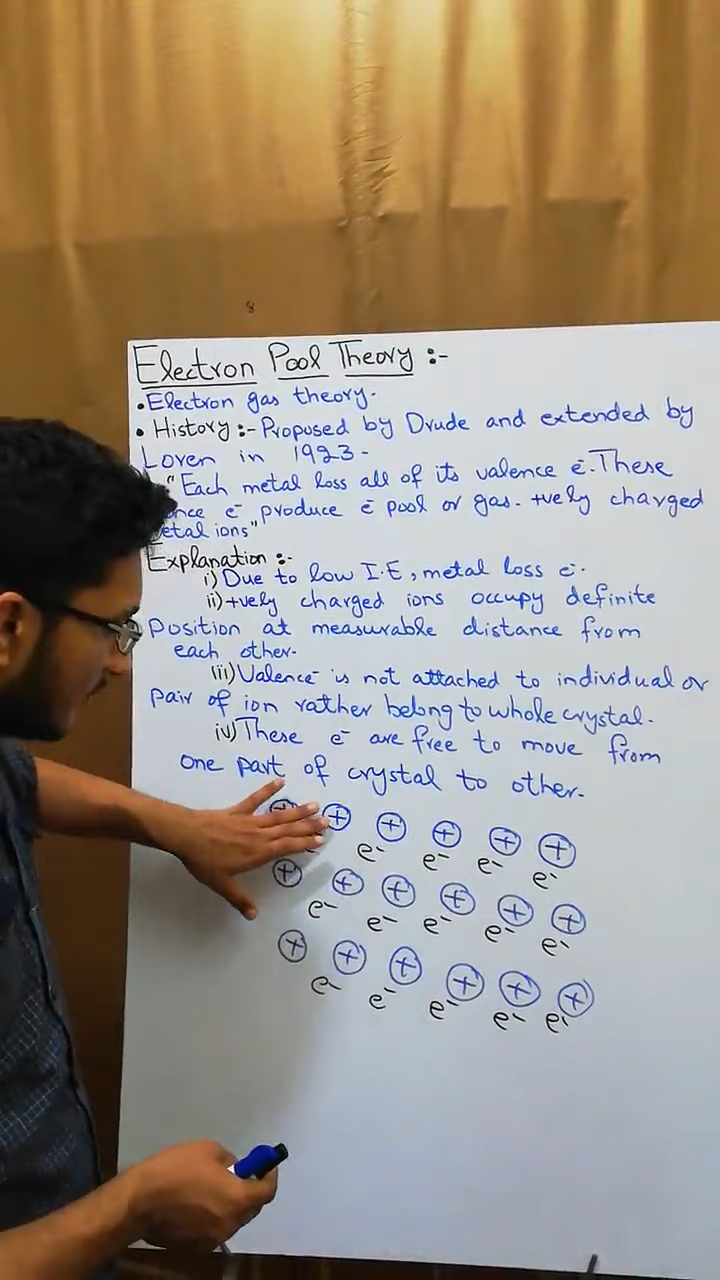 Electron Pool Theory :-
• Electron gas theory.
• History :- Proposed by Drude and extended by
Loren in 1923 -
"Each metal loss all of its valence e⁻. These
nce e⁻ produce e⁻ pool or gas. +vely charged
etal ions"
Explanation :-
i) Due to low I.E, metal loss e⁻.
ii) +vely charged ions occupy definite
Position at measurable distance from
each other.
(iii) Valence⁻ is not attached to individual or
pair of ion rather belong to whole crystal.
iv) These e⁻ are free to move from
one part of crystal to other.
+ + + + + +
e⁻ e⁻ e⁻ e⁻
+ + + + + +
e⁻ e⁻ e⁻ e⁻ e⁻
+ + + + + +
e⁻ e⁻ e⁻ e⁻ e⁻